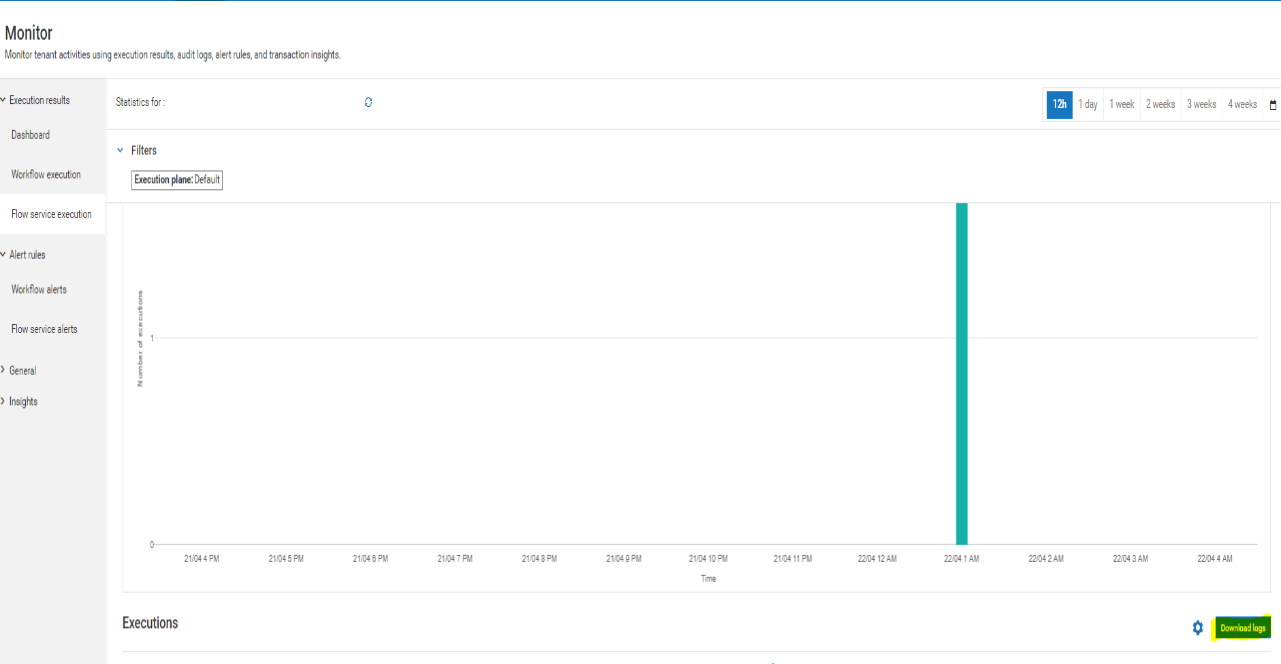 Monitor
Monitor tenant activities using execution results, audit logs, alert rules, and transaction insights.
Execution results
Dashboard
Workflow execution
Flow service execution
Alert rules
Workflow alerts
Flow service alerts
General
Insights
Statistics for :
12h 1 day 1 week 2 weeks 3 weeks 4 weeks
Filters
Execution plane: Default
Number of executions
1
0
21/04 4 PM 21/04 5 PM 21/04 6 PM 21/04 7 PM 21/04 8 PM 21/04 9 PM 21/04 10 PM 21/04 11 PM 22/04 12 AM 22/04 1 AM 22/04 2 AM 22/04 3 AM 22/04 4 AM
Time
Executions
Download logs